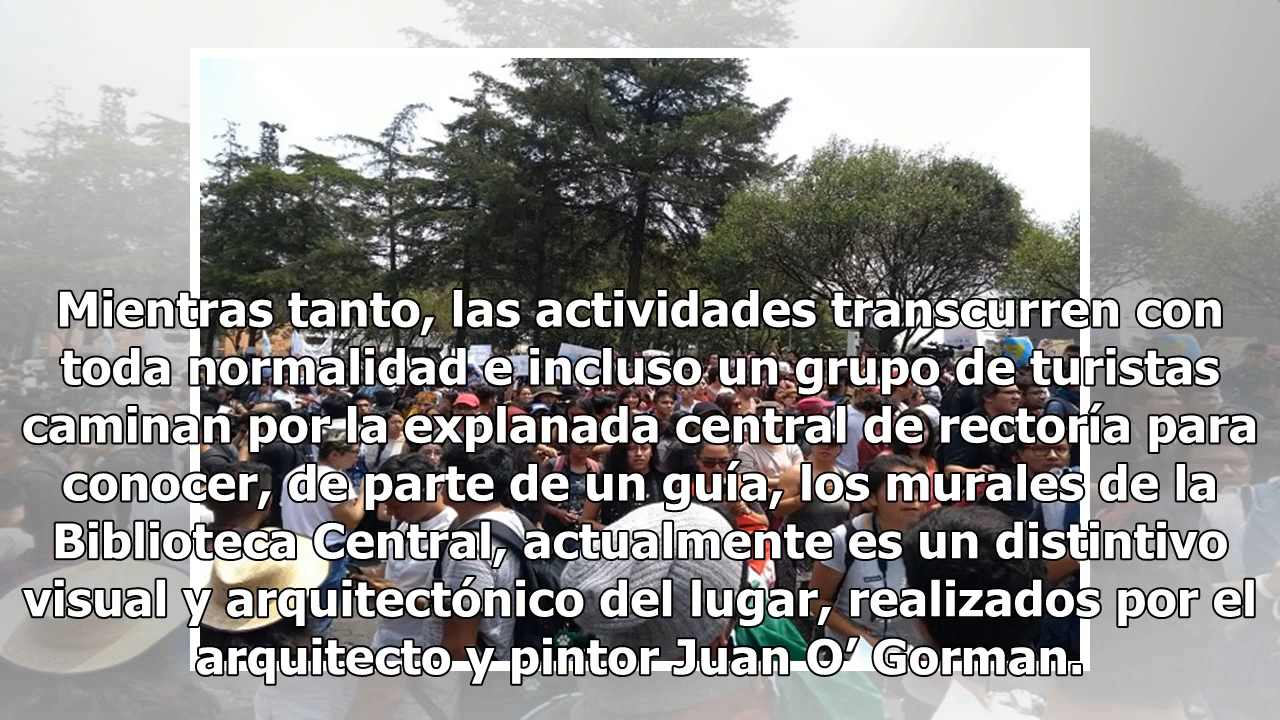 Mientras tanto, las actividades transcurren con
toda normalidad e incluso un grupo de turistas
caminan por la explanada central de rectoría para
conocer, de parte de un guía, los murales de la
Biblioteca Central, actualmente es un distintivo
visual y arquitectónico del lugar, realizados por el
arquitecto y pintor Juan O’ Gorman.